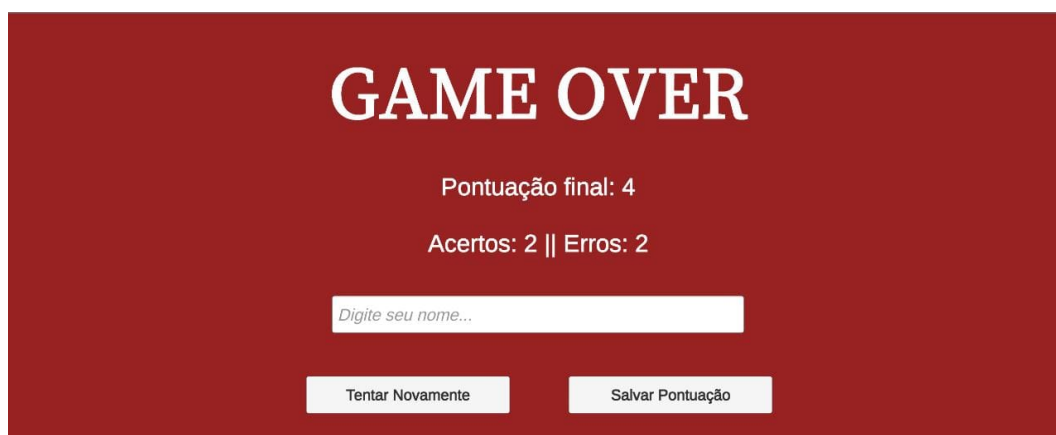 GAME OVER
Pontuação final: 4
Acertos: 2 || Erros: 2
Digite seu nome...
Tentar Novamente
Salvar Pontuação